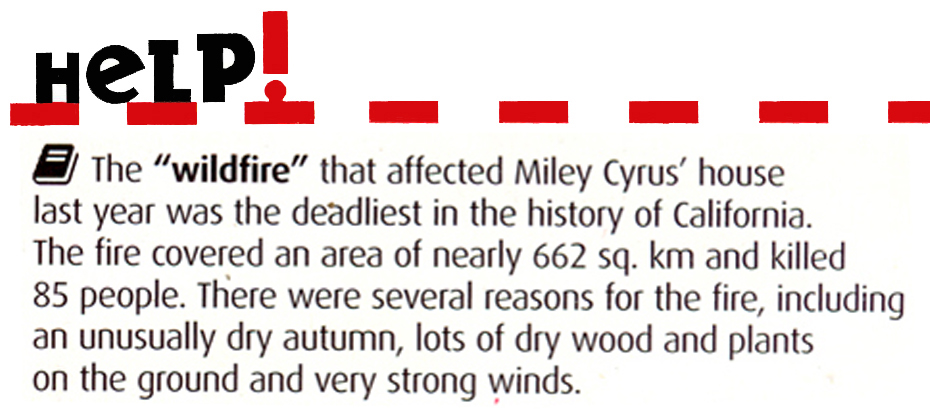 HeLP!
The “wildfire” that affected Miley Cyrus’ house
last year was the deadliest in the history of California.
The fire covered an area of nearly 662 sq. km and killed
85 people. There were several reasons for the fire, including
an unusually dry autumn, lots of dry wood and plants
on the ground and very strong winds.